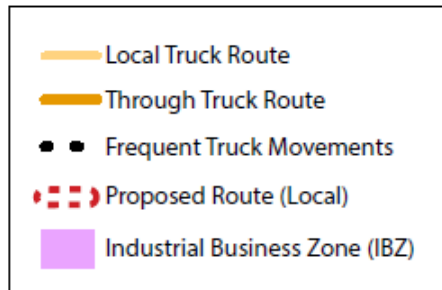 Local Truck Route
Through Truck Route
Frequent Truck Movements
Proposed Route (Local)
Industrial Business Zone (IBZ)